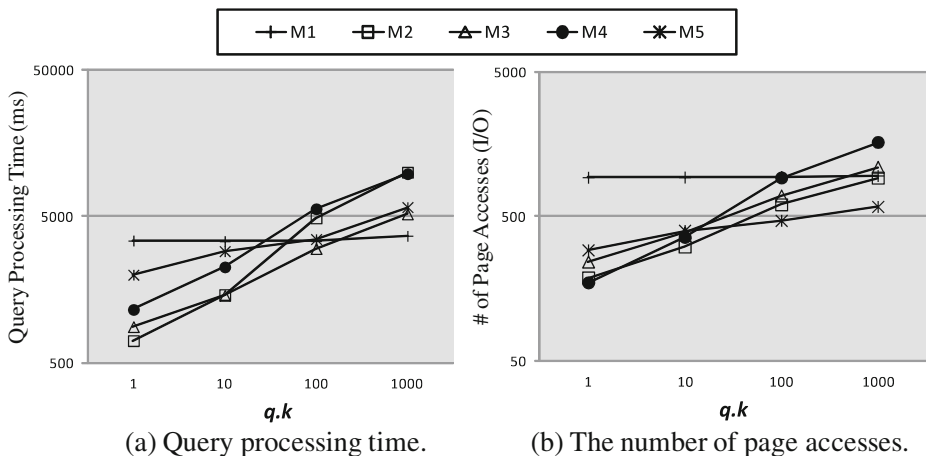 M1 M2 M3 M4 M5
Query Processing Time (ms)
50000
5000
500
1 10 100 1000
q.k
(a) Query processing time.
# of Page Accesses (I/O)
5000
500
50
1 10 100 1000
q.k
(b) The number of page accesses.